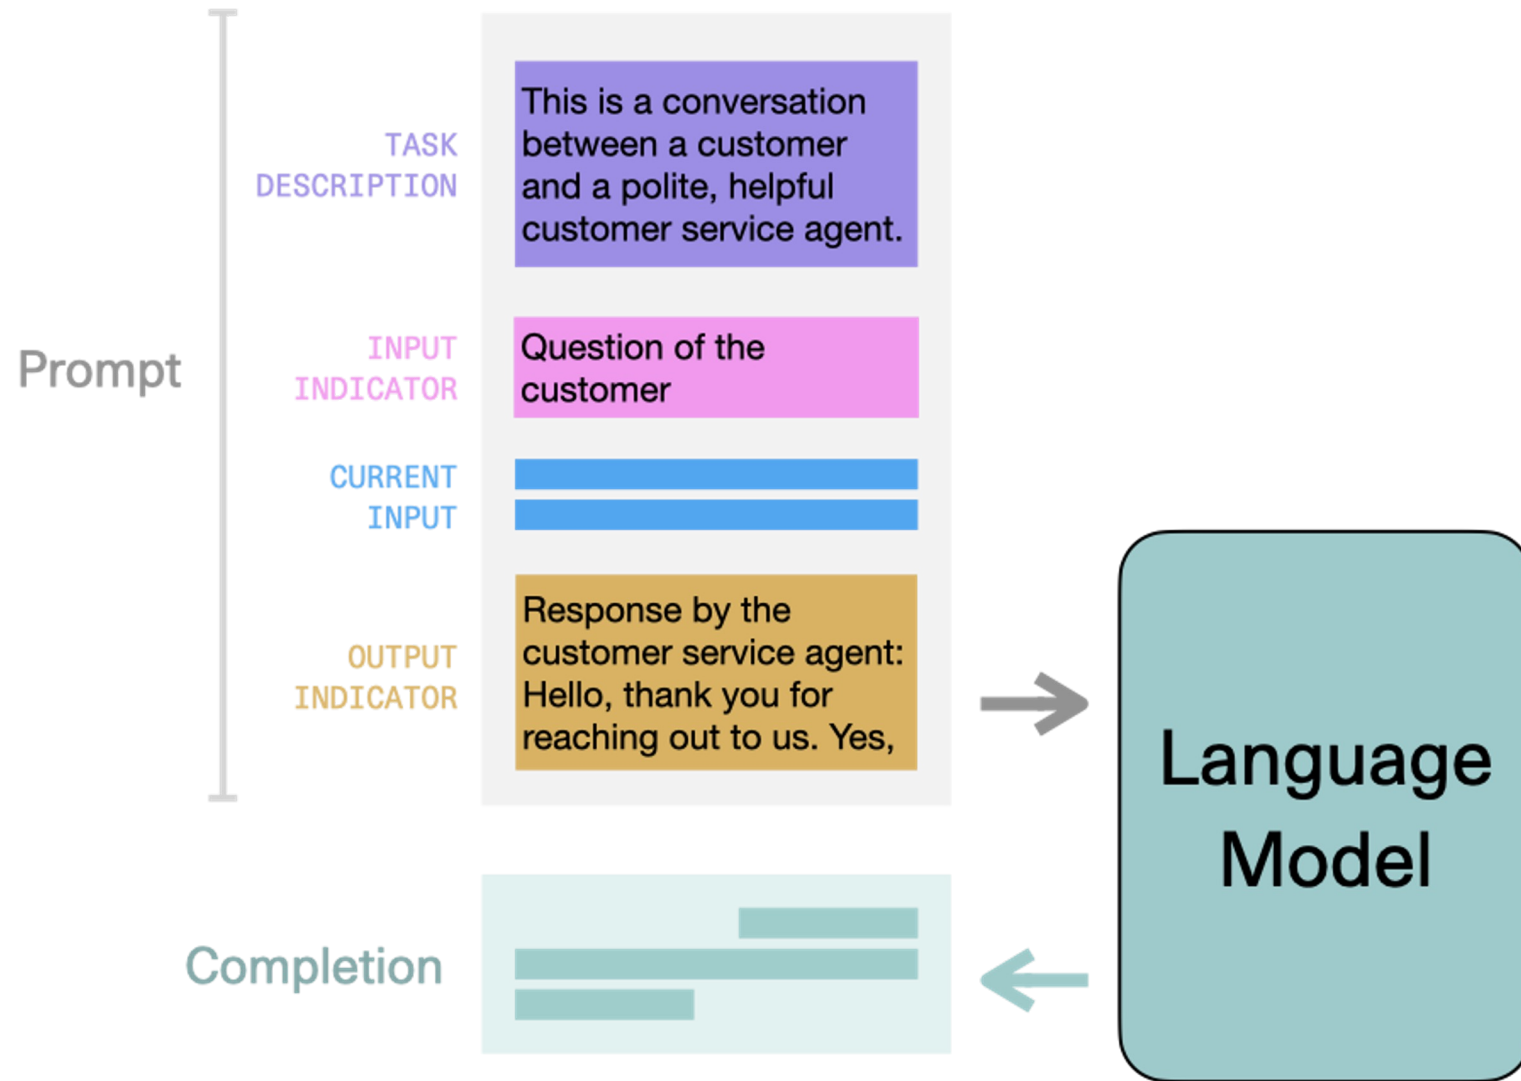 TASK
DESCRIPTION
This is a conversation
between a customer
and a polite, helpful
customer service agent.
Prompt
INPUT
INDICATOR
Question of the
customer
CURRENT
INPUT
OUTPUT
INDICATOR
Response by the
customer service agent:
Hello, thank you for
reaching out to us. Yes,
Language
Model
Completion